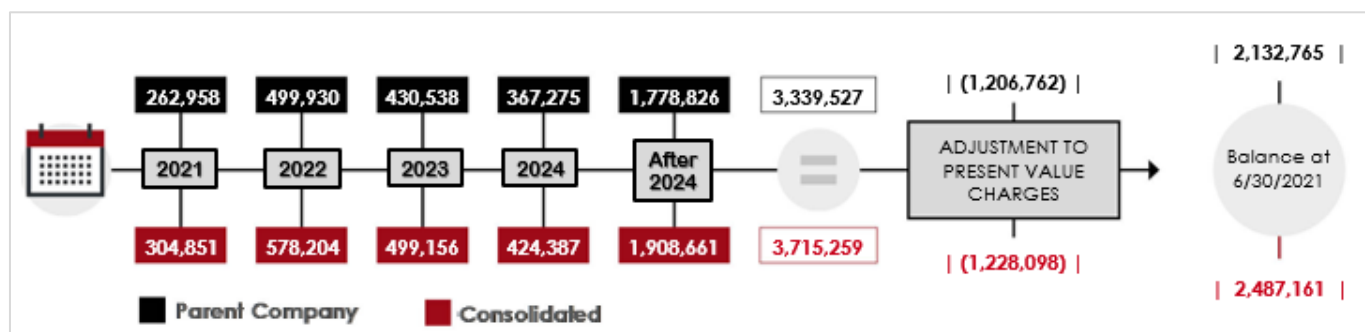 262,958 499,930 430,538 367,275 1,778,826 3,339,527 | (1,206,762) | | 2,132,765 |
2021 2022 2023 2024 After
2024
ADJUSTMENT TO
PRESENT VALUE
CHARGES
Balance at
6/30/2021
304,851 578,204 499,156 424,387 1,908,661 3,715,259 | (1,228,098) | | 2,487,161 |
Parent Company Consolidated